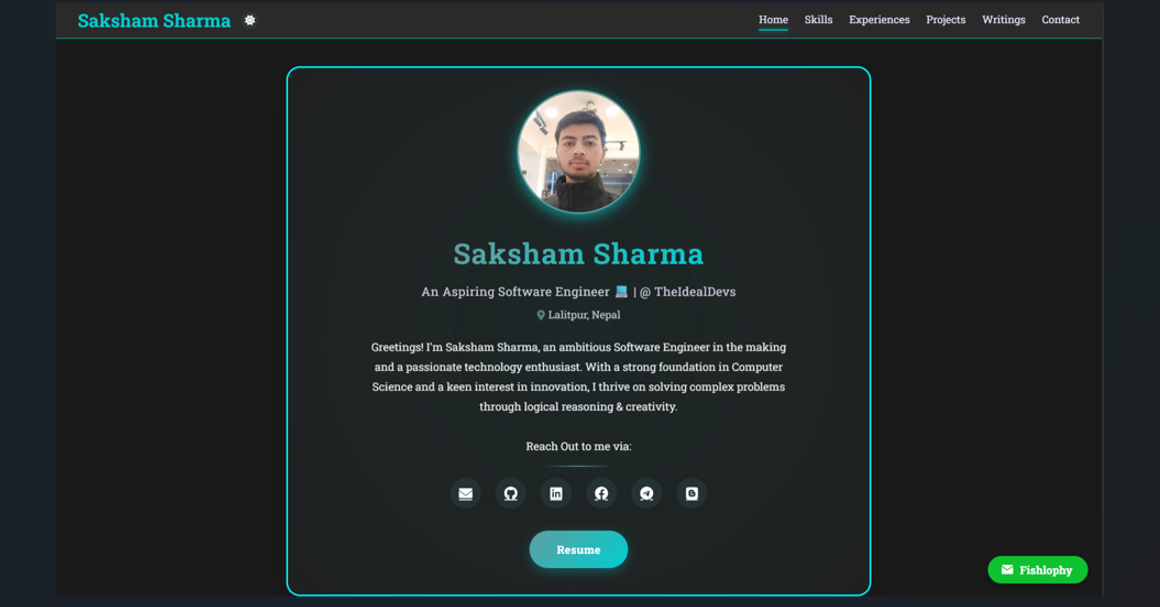 Saksham Sharma
Home Skills Experiences Projects Writings Contact
Saksham Sharma
An Aspiring Software Engineer 💻 | @ TheIdealDevs
Lalitpur, Nepal
Greetings! I'm Saksham Sharma, an ambitious Software Engineer in the making
and a passionate technology enthusiast. With a strong foundation in Computer
Science and a keen interest in innovation, I thrive on solving complex problems
through logical reasoning & creativity.
Reach Out to me via:
Resume
Fishlophy